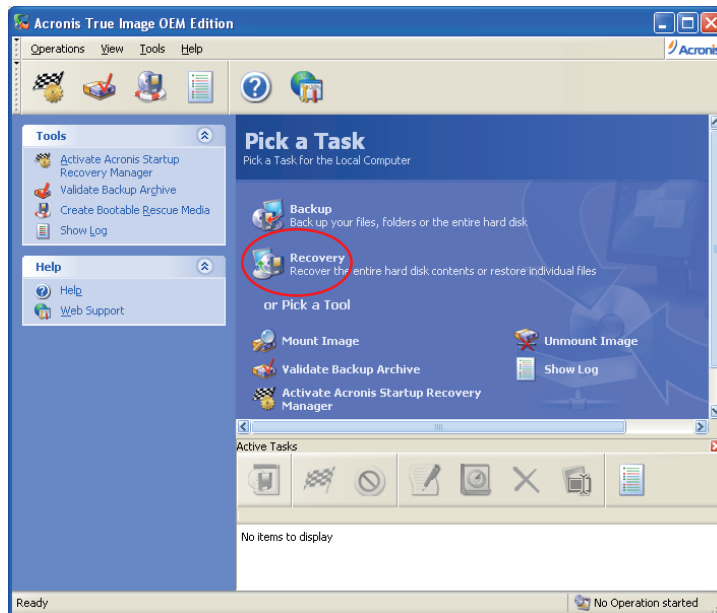 Acronis True Image OEM Edition
Operations View Tools Help
Acronis
Tools
Activate Acronis Startup
Recovery Manager
Validate Backup Archive
Create Bootable Rescue Media
Show Log
Help
Help
Web Support
Pick a Task
Pick a Task for the Local Computer
Backup
Back up your files, folders or the entire hard disk
Recovery
Recover the entire hard disk contents or restore individual files
or Pick a Tool
Mount Image
Unmount Image
Validate Backup Archive
Show Log
Activate Acronis Startup Recovery
Manager
Active Tasks
No items to display
Ready
No Operation started